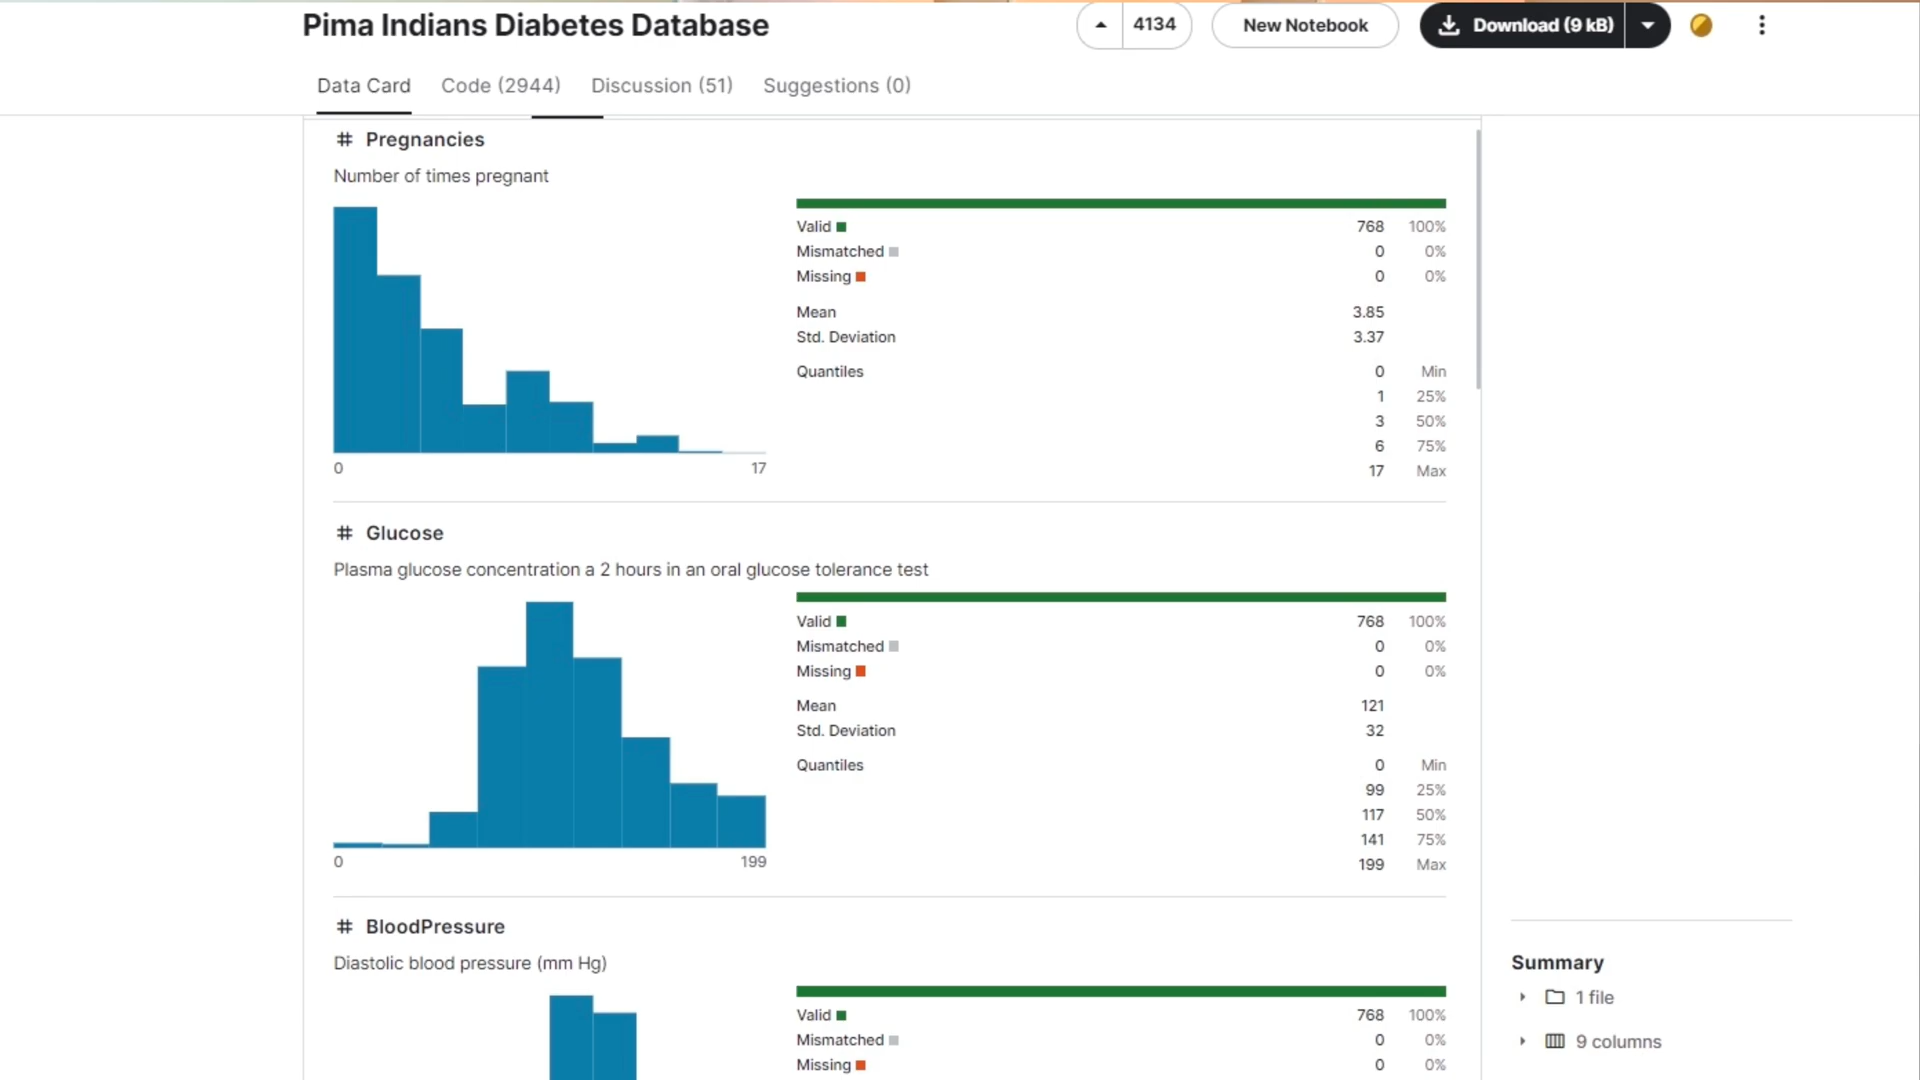 Pima Indians Diabetes Database
4134
New Notebook
Download (9 kB)
Data Card
Code (2944)
Discussion (51)
Suggestions (0)
# Pregnancies
Number of times pregnant
Valid 768 100%
Mismatched 0 0%
Missing 0 0%
Mean 3.85
Std. Deviation 3.37
Quantiles 0 Min
1 25%
3 50%
6 75%
17 Max
0 17
# Glucose
Plasma glucose concentration a 2 hours in an oral glucose tolerance test
Valid 768 100%
Mismatched 0 0%
Missing 0 0%
Mean 121
Std. Deviation 32
Quantiles 0 Min
99 25%
117 50%
141 75%
199 Max
0 199
# BloodPressure
Diastolic blood pressure (mm Hg)
Valid 768 100%
Mismatched 0 0%
Missing 0 0%
Summary
1 file
9 columns